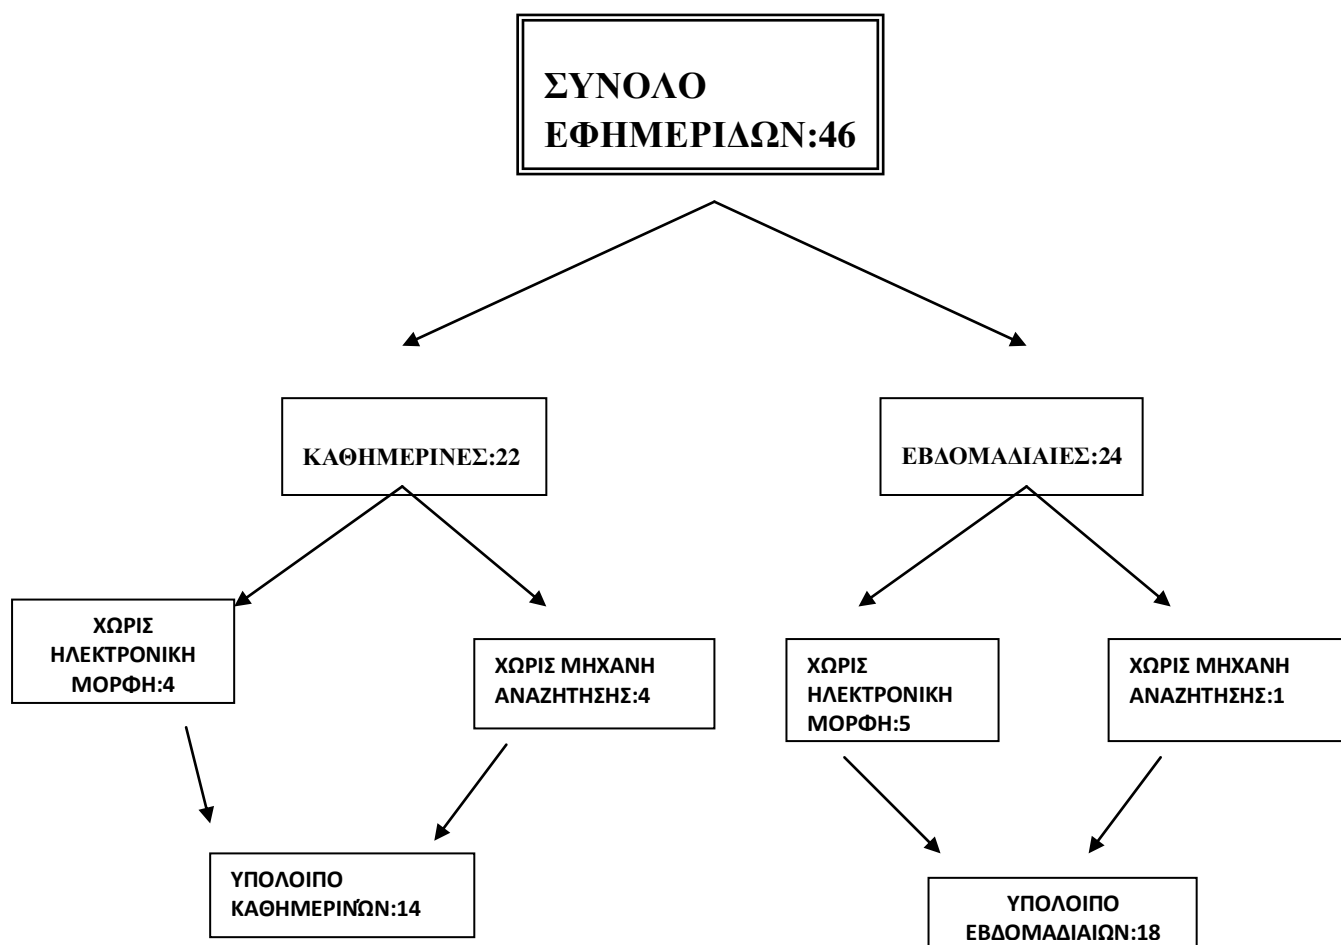 ΣΥΝΟΛΟ
ΕΦΗΜΕΡΙΔΩΝ:46
ΚΑΘΗΜΕΡΙΝΕΣ:22
ΕΒΔΟΜΑΔΙΑΙΕΣ:24
ΧΩΡΙΣ
ΗΛΕΚΤΡΟΝΙΚΗ
ΜΟΡΦΗ:4
ΧΩΡΙΣ ΜΗΧΑΝΗ
ΑΝΑΖΗΤΗΣΗΣ:4
ΧΩΡΙΣ
ΗΛΕΚΤΡΟΝΙΚΗ
ΜΟΡΦΗ:5
ΧΩΡΙΣ ΜΗΧΑΝΗ
ΑΝΑΖΗΤΗΣΗΣ:1
ΥΠΟΛΟΙΠΟ
ΚΑΘΗΜΕΡΙΝΏΝ:14
ΥΠΟΛΟΙΠΟ
ΕΒΔΟΜΑΔΙΑΙΩΝ:18